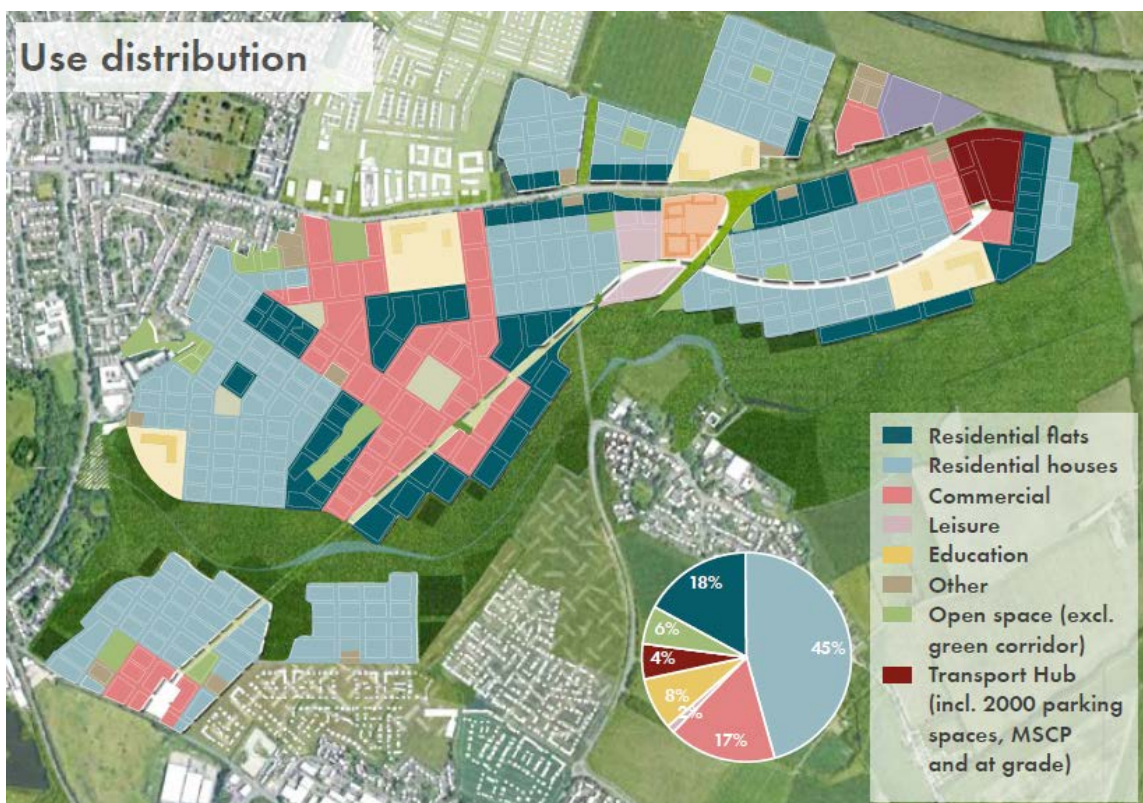 Use distribution
Residential flats
Residential houses
Commercial
Leisure
Education
Other
Open space (excl.
green corridor)
Transport Hub
(incl. 2000 parking
spaces, MSCP
and at grade)
18%
45%
6%
4%
8%
2%
17%